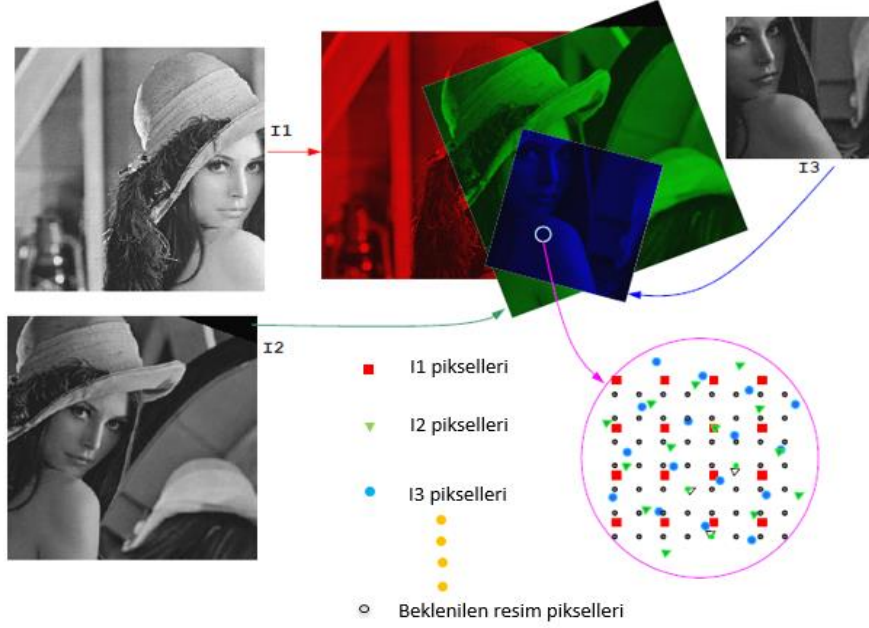 I1
I3
I2
I1 pikselleri
I2 pikselleri
I3 pikselleri
Beklenilen resim pikselleri